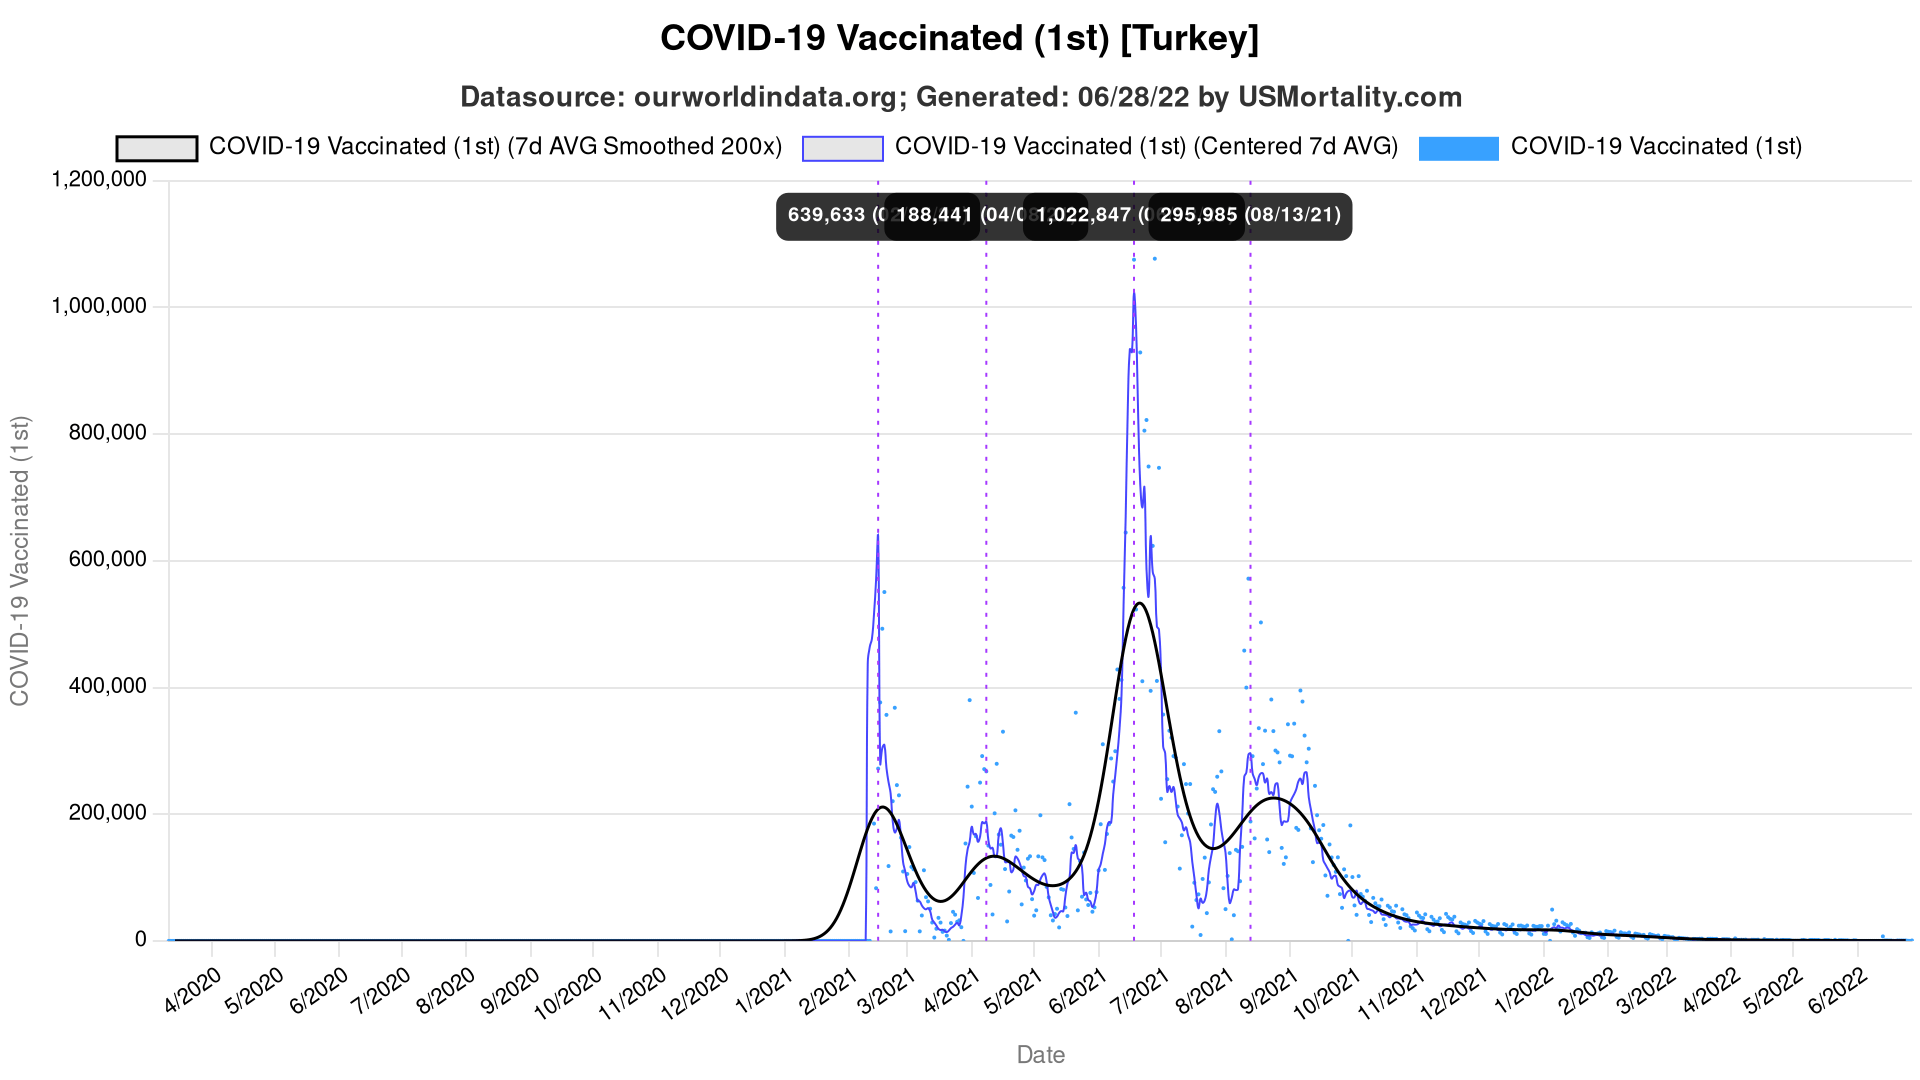 COVID-19 Vaccinated (1st) [Turkey]
Datasource: ourworldindata.org; Generated: 06/28/22 by USMortality.com
COVID-19 Vaccinated (1st) (7d AVG Smoothed 200x) COVID-19 Vaccinated (1st) (Centered 7d AVG) COVID-19 Vaccinated (1st)
639,633 188,441 1,022,847 295,985 (08/13/21)
1,200,000
1,000,000
800,000
600,000
400,000
200,000
0
COVID-19 Vaccinated (1st)
4/2020 5/2020 6/2020 7/2020 8/2020 9/2020 10/2020 11/2020 12/2020 1/2021 2/2021 3/2021 4/2021 5/2021 6/2021 7/2021 8/2021 9/2021 10/2021 11/2021 12/2021 1/2022 2/2022 3/2022 4/2022 5/2022 6/2022
Date